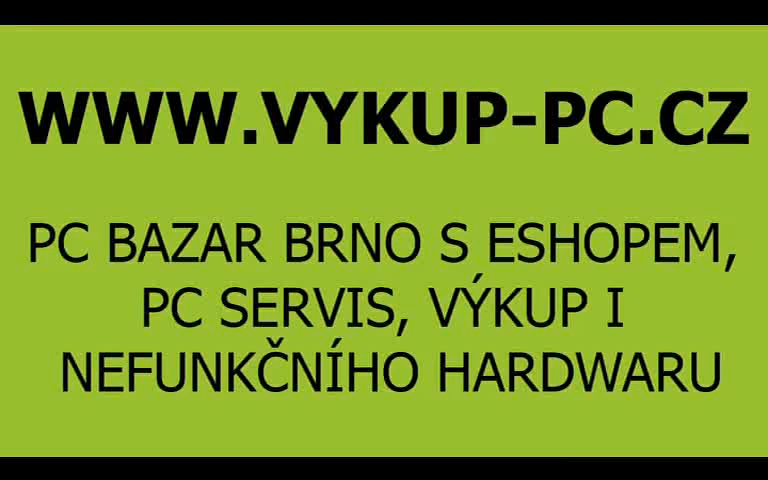 WWW.VYKUP-PC.CZ
PC BAZAR BRNO S ESHOPEM,
PC SERVIS, VÝKUP I
NEFUNKČNÍHO HARDWARU